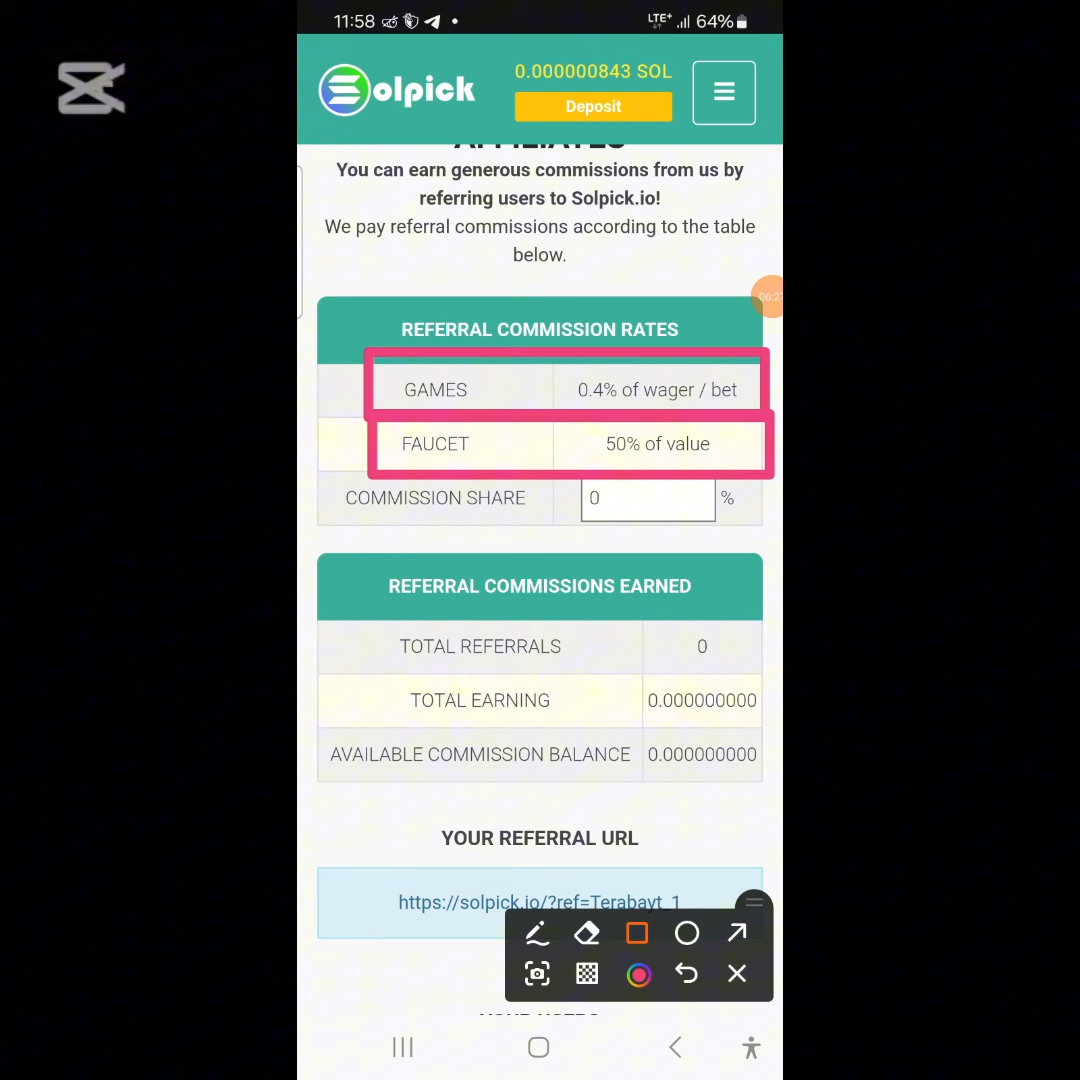 11:58
LTE+ 64%
0.000000843 SOL
Solpick
Deposit
AFFILIATES
You can earn generous commissions from us by
referring users to Solpick.io!
We pay referral commissions according to the table
below.
REFERRAL COMMISSION RATES
GAMES 0.4% of wager / bet
FAUCET 50% of value
COMMISSION SHARE 0 %
REFERRAL COMMISSIONS EARNED
TOTAL REFERRALS 0
TOTAL EARNING 0.000000000
AVAILABLE COMMISSION BALANCE 0.000000000
YOUR REFERRAL URL
https://solpick.io/?ref=Terabayt_1